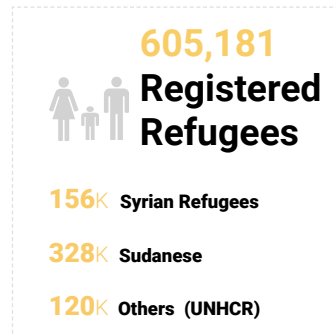 605,181
Registered
Refugees
156K Syrian Refugees
328K Sudanese
120K Others (UNHCR)